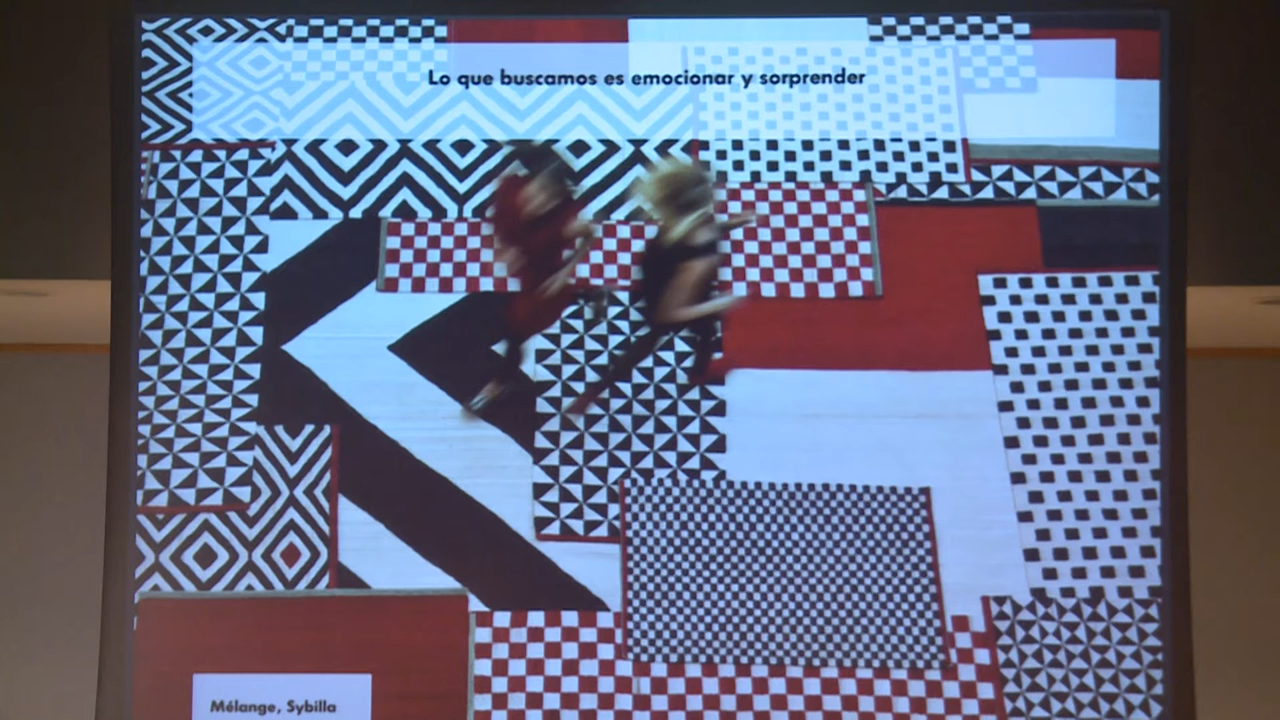 Lo que buscamos es emocionar y sorprender
Mélange, Sybilla